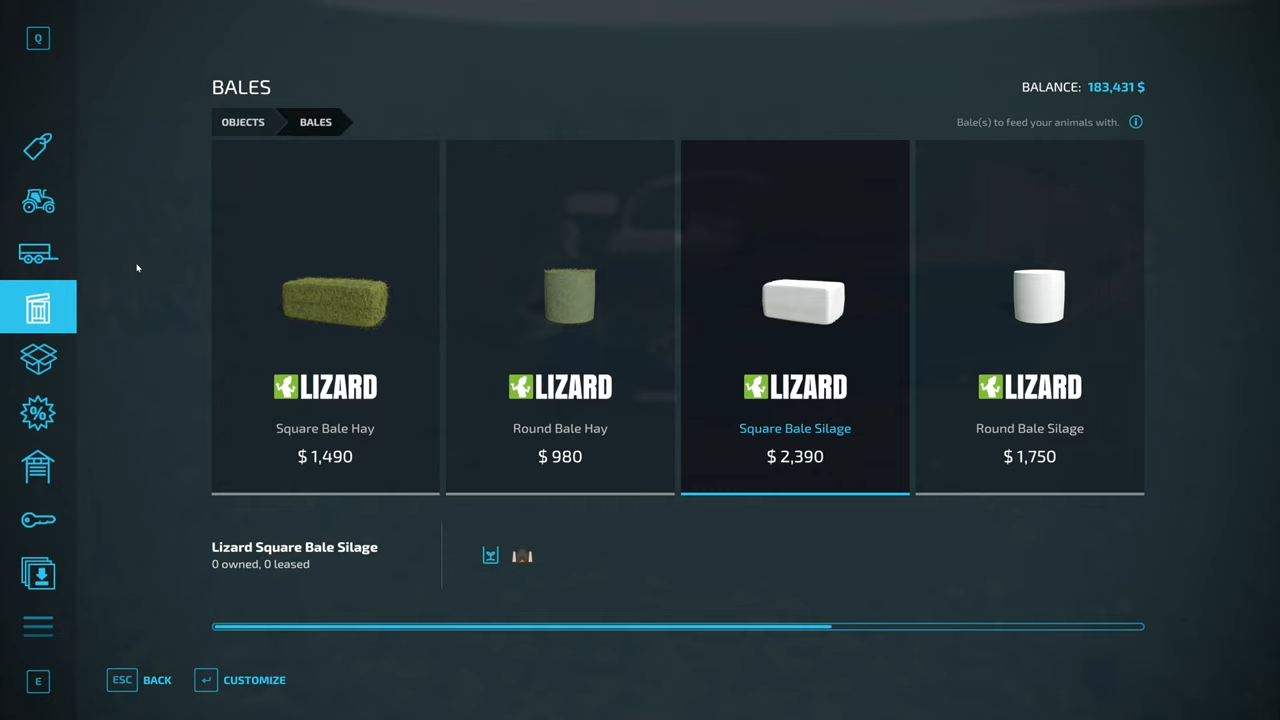 Q
BALES
BALANCE: 183,431 $
OBJECTS
BALES
Bale(s) to feed your animals with.
LIZARD
Square Bale Hay
$ 1,490
LIZARD
Round Bale Hay
$ 980
LIZARD
Square Bale Silage
$ 2,390
LIZARD
Round Bale Silage
$ 1,750
%
Lizard Square Bale Silage
0 owned, 0 leased
E
ESC BACK
CUSTOMIZE